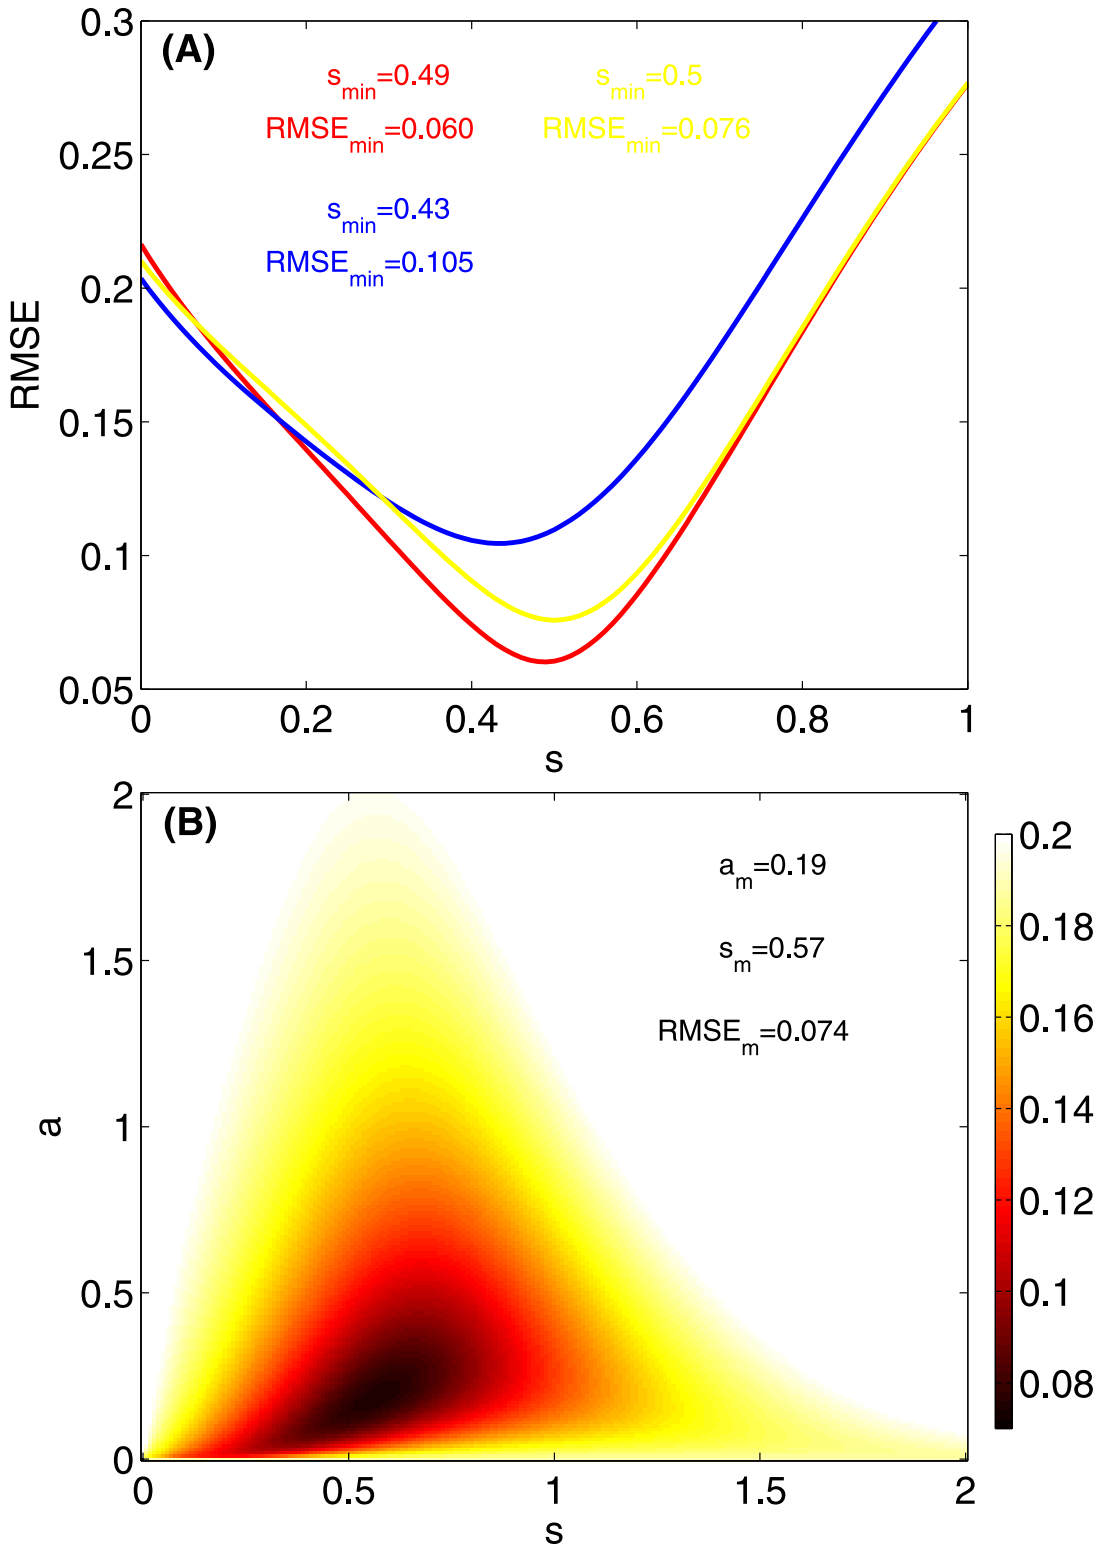 (A)
s_min=0.49
RMSE_min=0.060
s_min=0.5
RMSE_min=0.076
s_min=0.43
RMSE_min=0.105
0.3
0.25
0.2
0.15
0.1
0.05
RMSE
0 0.2 0.4 0.6 0.8 1
s
(B)
a_m=0.19
s_m=0.57
RMSE_m=0.074
2
1.5
1
0.5
0
a
0 0.5 1 1.5 2
s
0.2
0.18
0.16
0.14
0.12
0.1
0.08